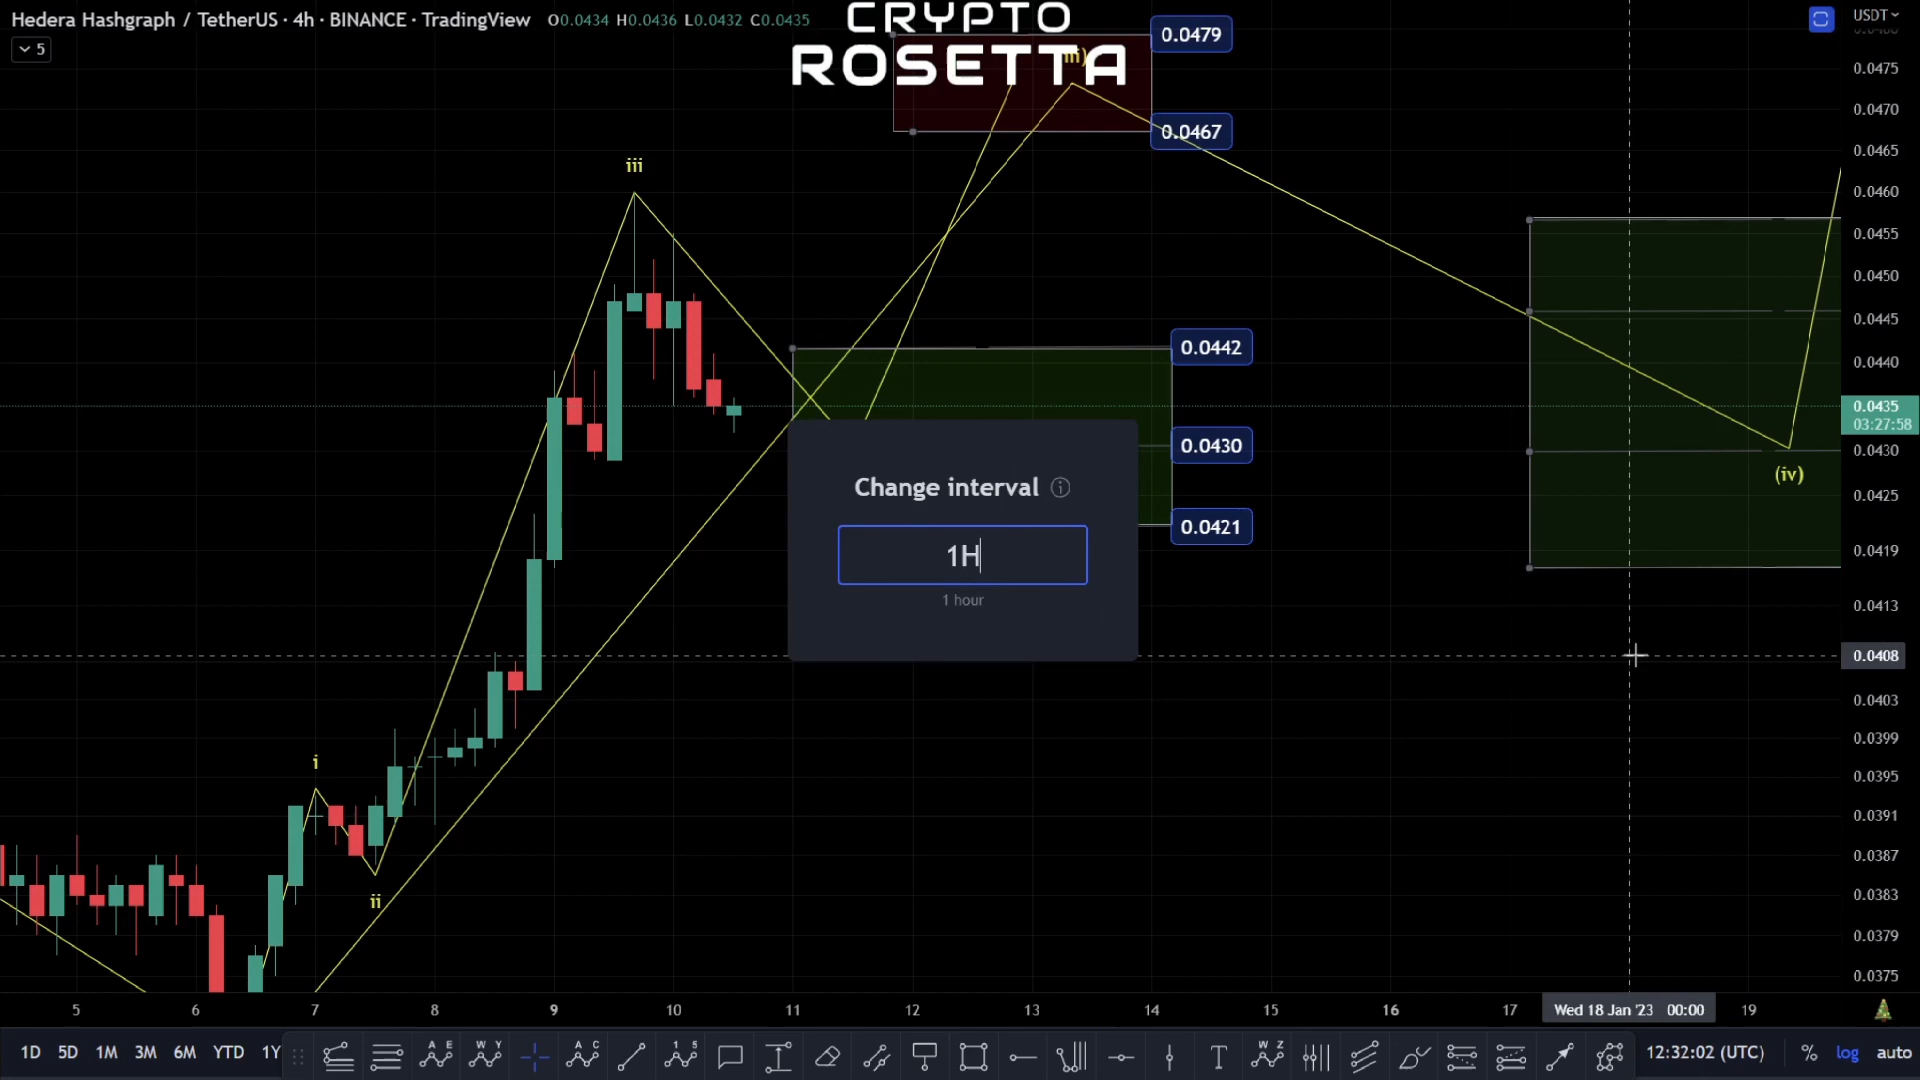 Hedera Hashgraph / TetherUS · 4h · BINANCE · TradingView O0.0434 H0.0436 L0.0432 C0.0435
CRYPTO
ROSETTA
USDT
5
iii)
0.0479
0.0467
iii
0.0442
0.0430
0.0421
Change interval
1H
1 hour
i
ii
(iv)
0.0475
0.0470
0.0465
0.0460
0.0455
0.0450
0.0445
0.0440
0.0435
03:27:58
0.0430
0.0425
0.0419
0.0413
0.0408
0.0403
0.0399
0.0395
0.0391
0.0387
0.0383
0.0379
0.0375
5 6 7 8 9 10 11 12 13 14 15 16 17 Wed 18 Jan '23 00:00 19
1D 5D 1M 3M 6M YTD 1Y A E W Y A C 1 5 T W Z 12:32:02 (UTC) % log auto